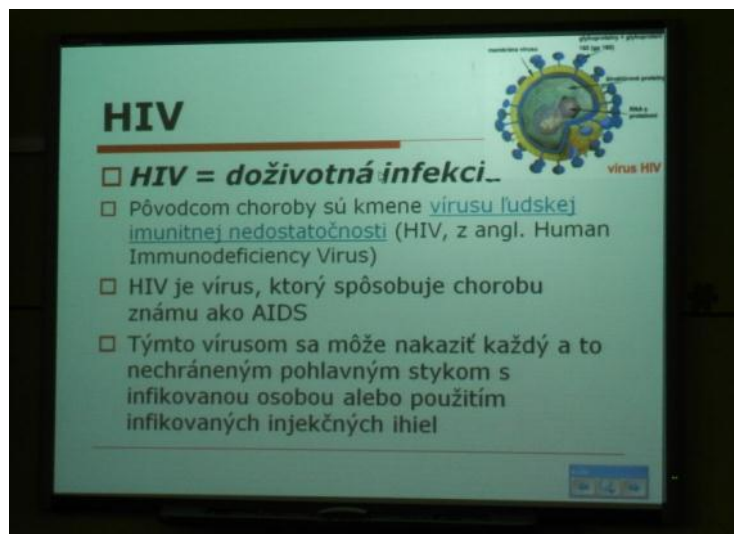 membrána vírusu
HIV
vírus HIV
HIV = doživotná infekci
Pôvodcom choroby sú kmene vírusu ľudskej
imunitnej nedostatočnosti (HIV, z angl. Human
Immunodeficiency Virus)
HIV je vírus, ktorý spôsobuje chorobu
známu ako AIDS
Týmto vírusom sa môže nakaziť každý a to
nechráneným pohlavným stykom s
infikovanou osobou alebo použitím
infikovaných injekčných ihiel